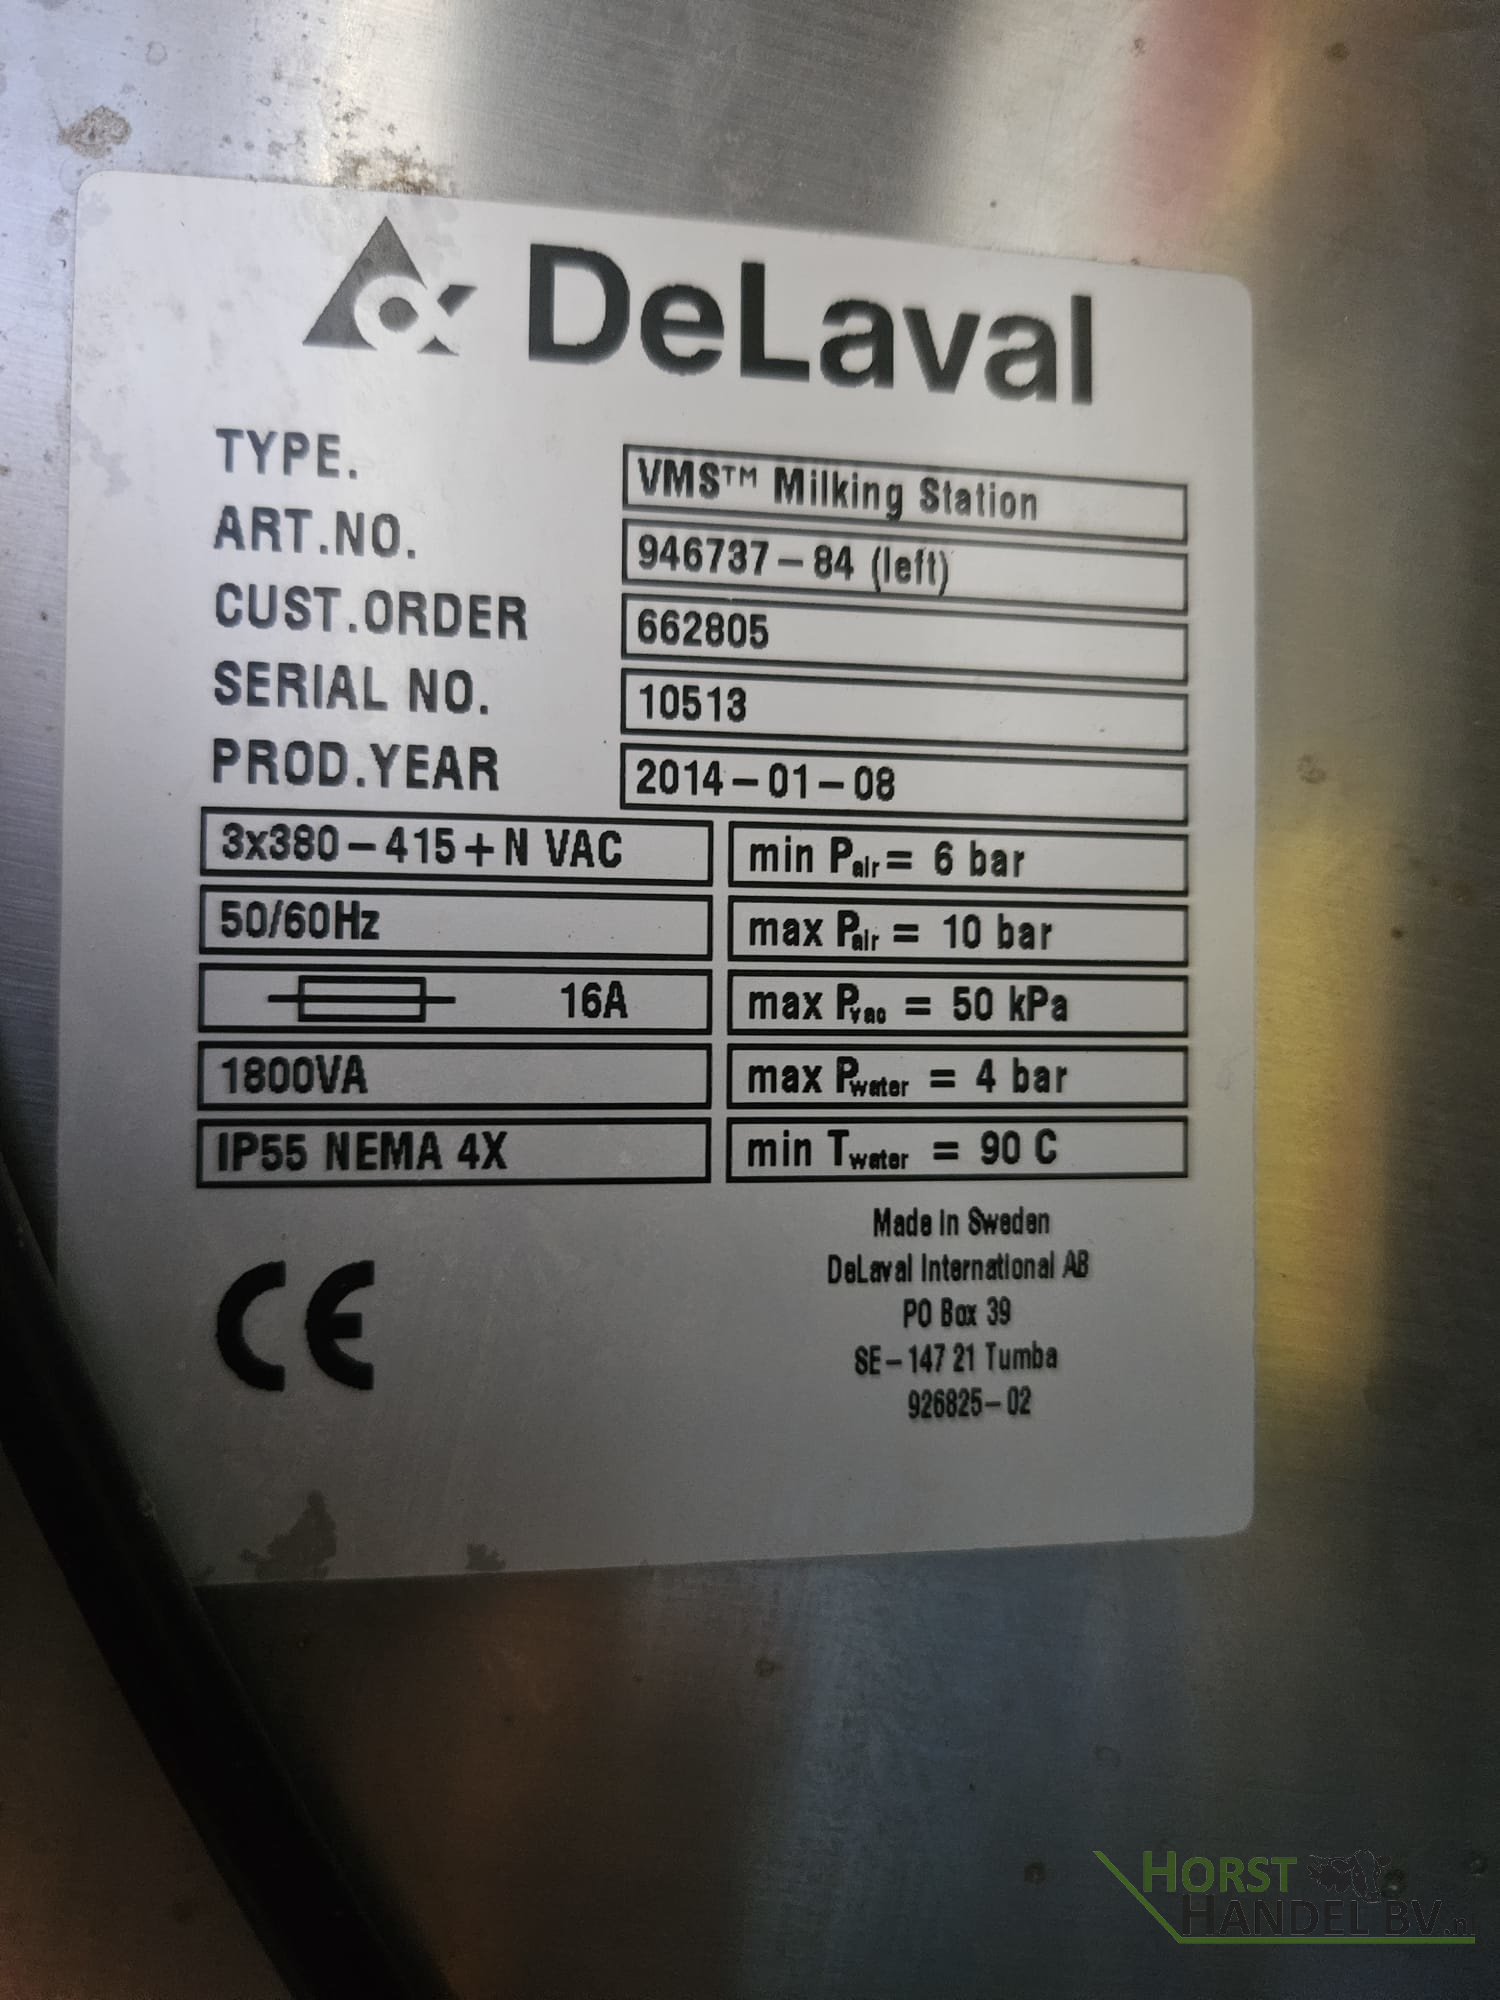 DeLaval
TYPE. VMS™ Milking Station
ART.NO. 946737-84 (left)
CUST.ORDER 662805
SERIAL NO. 10513
PROD.YEAR 2014-01-08
3x380-415+N VAC min Pair= 6 bar
50/60Hz max Pair = 10 bar
16A max Pvac = 50 kPa
1800VA max Pwater = 4 bar
IP55 NEMA 4X min Twater = 90 C
Made in Sweden
DeLaval International AB
PO Box 39
SE-147 21 Tumba
926825-02
CE
HORST
HANDEL BV.nl